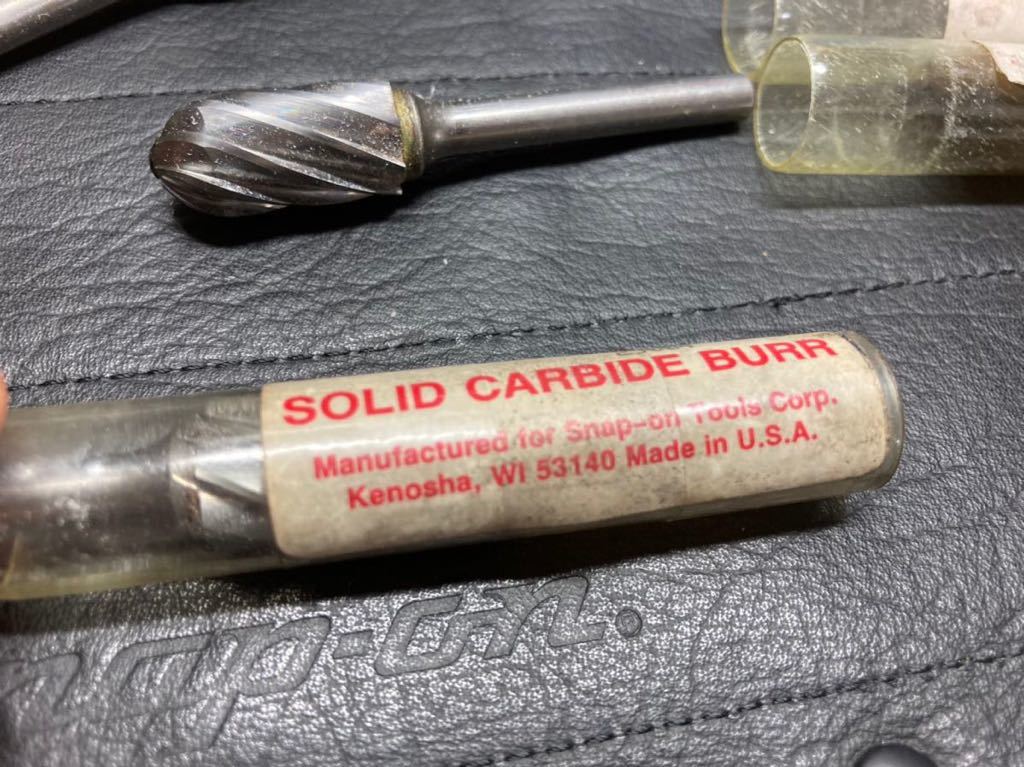 SOLID CARBIDE BURR
Manufactured for Snap-on Tools Corp.
Kenosha, WI 53140 Made in U.S.A.
snap-on®